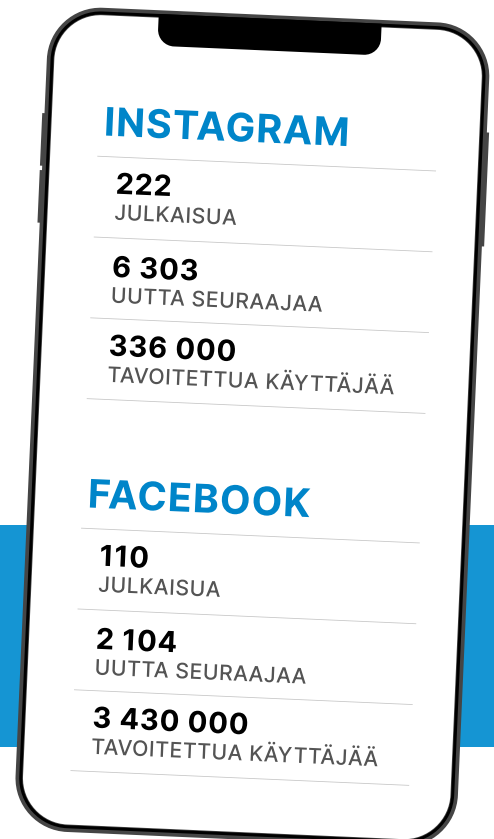 INSTAGRAM
222
JULKAISUA
6 303
UUTTA SEURAAJAA
336 000
TAVOITETTUA KÄYTTÄJÄÄ
FACEBOOK
110
JULKAISUA
2 104
UUTTA SEURAAJAA
3 430 000
TAVOITETTUA KÄYTTÄJÄÄ